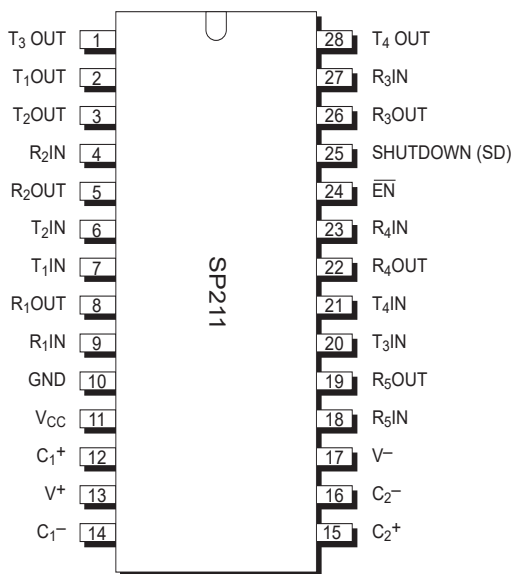 T₃ OUT 1 28 T₄ OUT
T₁OUT 2 27 R₃IN
T₂OUT 3 26 R₃OUT
R₂IN 4 25 SHUTDOWN (SD)
R₂OUT 5 24 E̅N̅
T₂IN 6 23 R₄IN
T₁IN 7 22 R₄OUT
R₁OUT 8 21 T₄IN
R₁IN 9 20 T₃IN
GND 10 19 R₅OUT
V_CC 11 18 R₅IN
C₁⁺ 12 17 V⁻
V⁺ 13 16 C₂⁻
C₁⁻ 14 15 C₂⁺
SP211